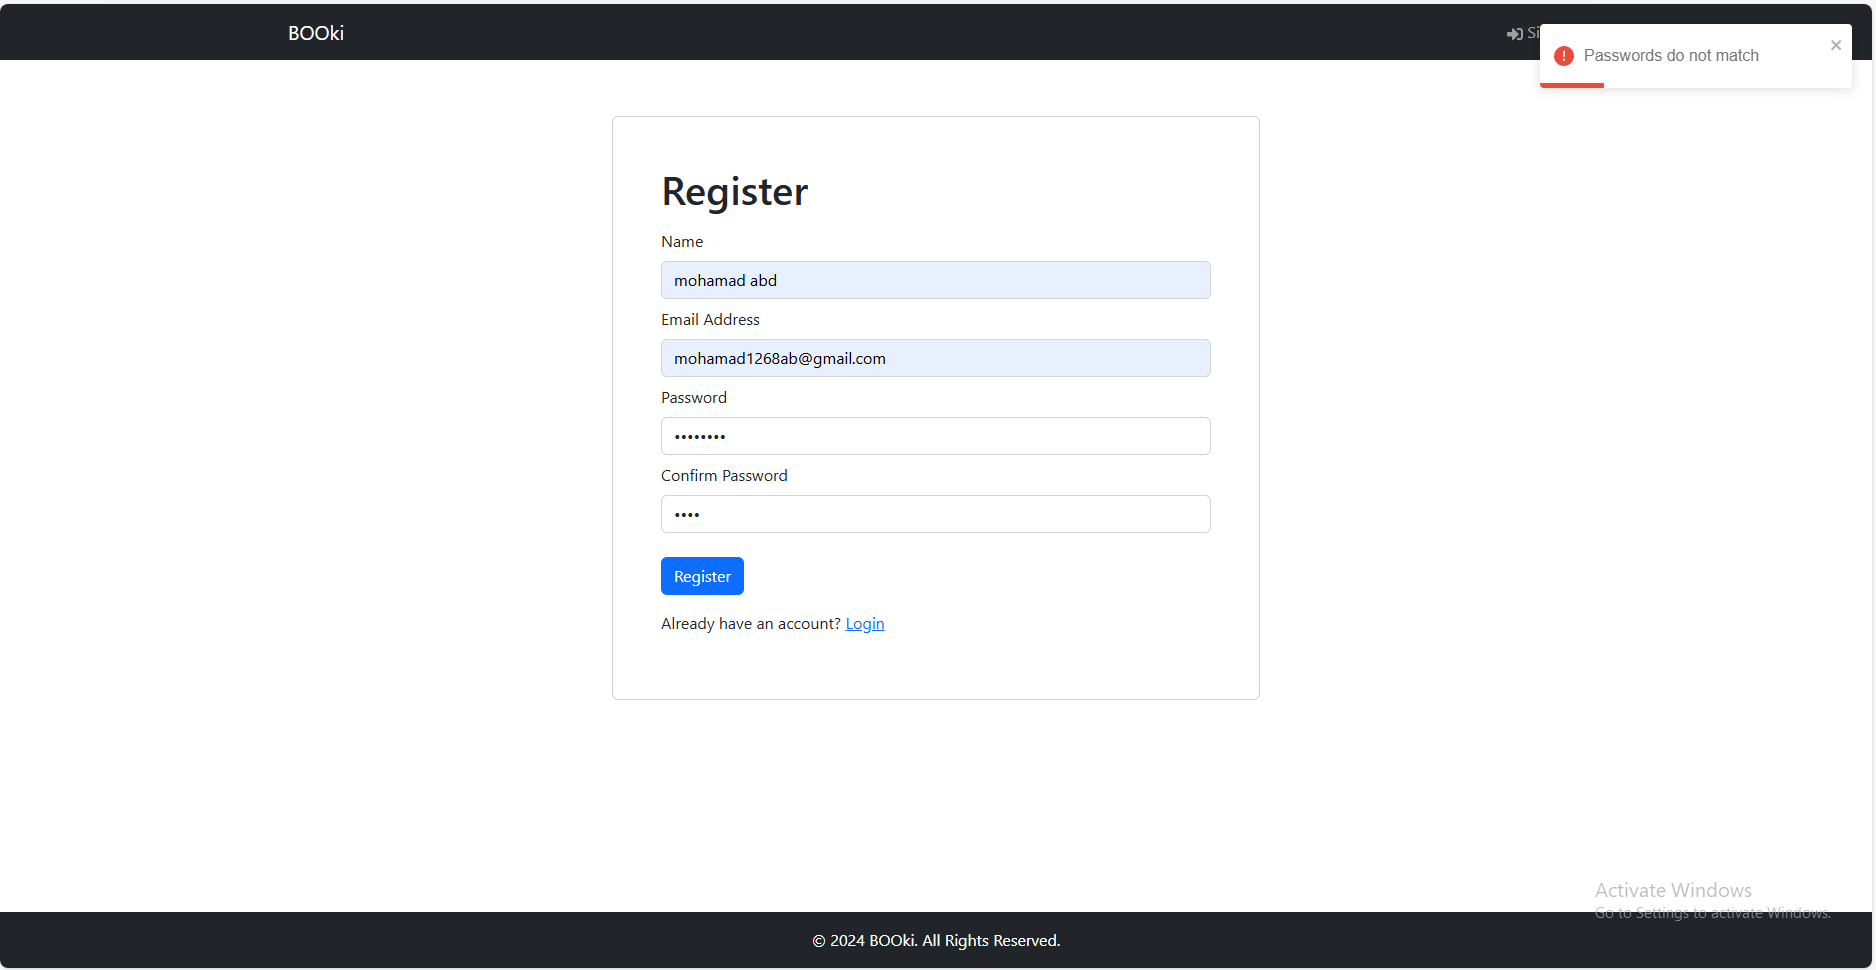 BOOki
Si
Passwords do not match
Register
Name
mohamad abd
Email Address
mohamad1268ab@gmail.com
Password
••••••••
Confirm Password
••••
Register
Already have an account? Login
Activate Windows
Go to Settings to activate Windows.
© 2024 BOOki. All Rights Reserved.